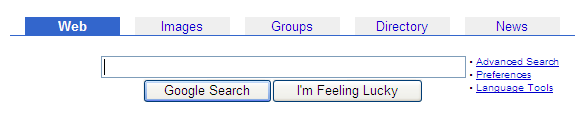 Web Images Groups Directory News
• Advanced Search
• Preferences
• Language Tools
Google Search I'm Feeling Lucky